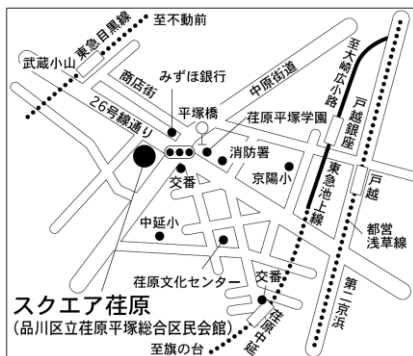 至不動前
東急目黒線
武蔵小山
商店街
みずほ銀行
平塚橋
中原街道
26号線通り
荏原平塚学園
至大崎広小路
戸越銀座
戸越
消防署
京陽小
交番
東急池上線
都営
浅草線
中延小
荏原文化センター
交番
第二京浜
荏原中延
スクエア荏原
(品川区立荏原平塚総合区民会館)
至旗の台